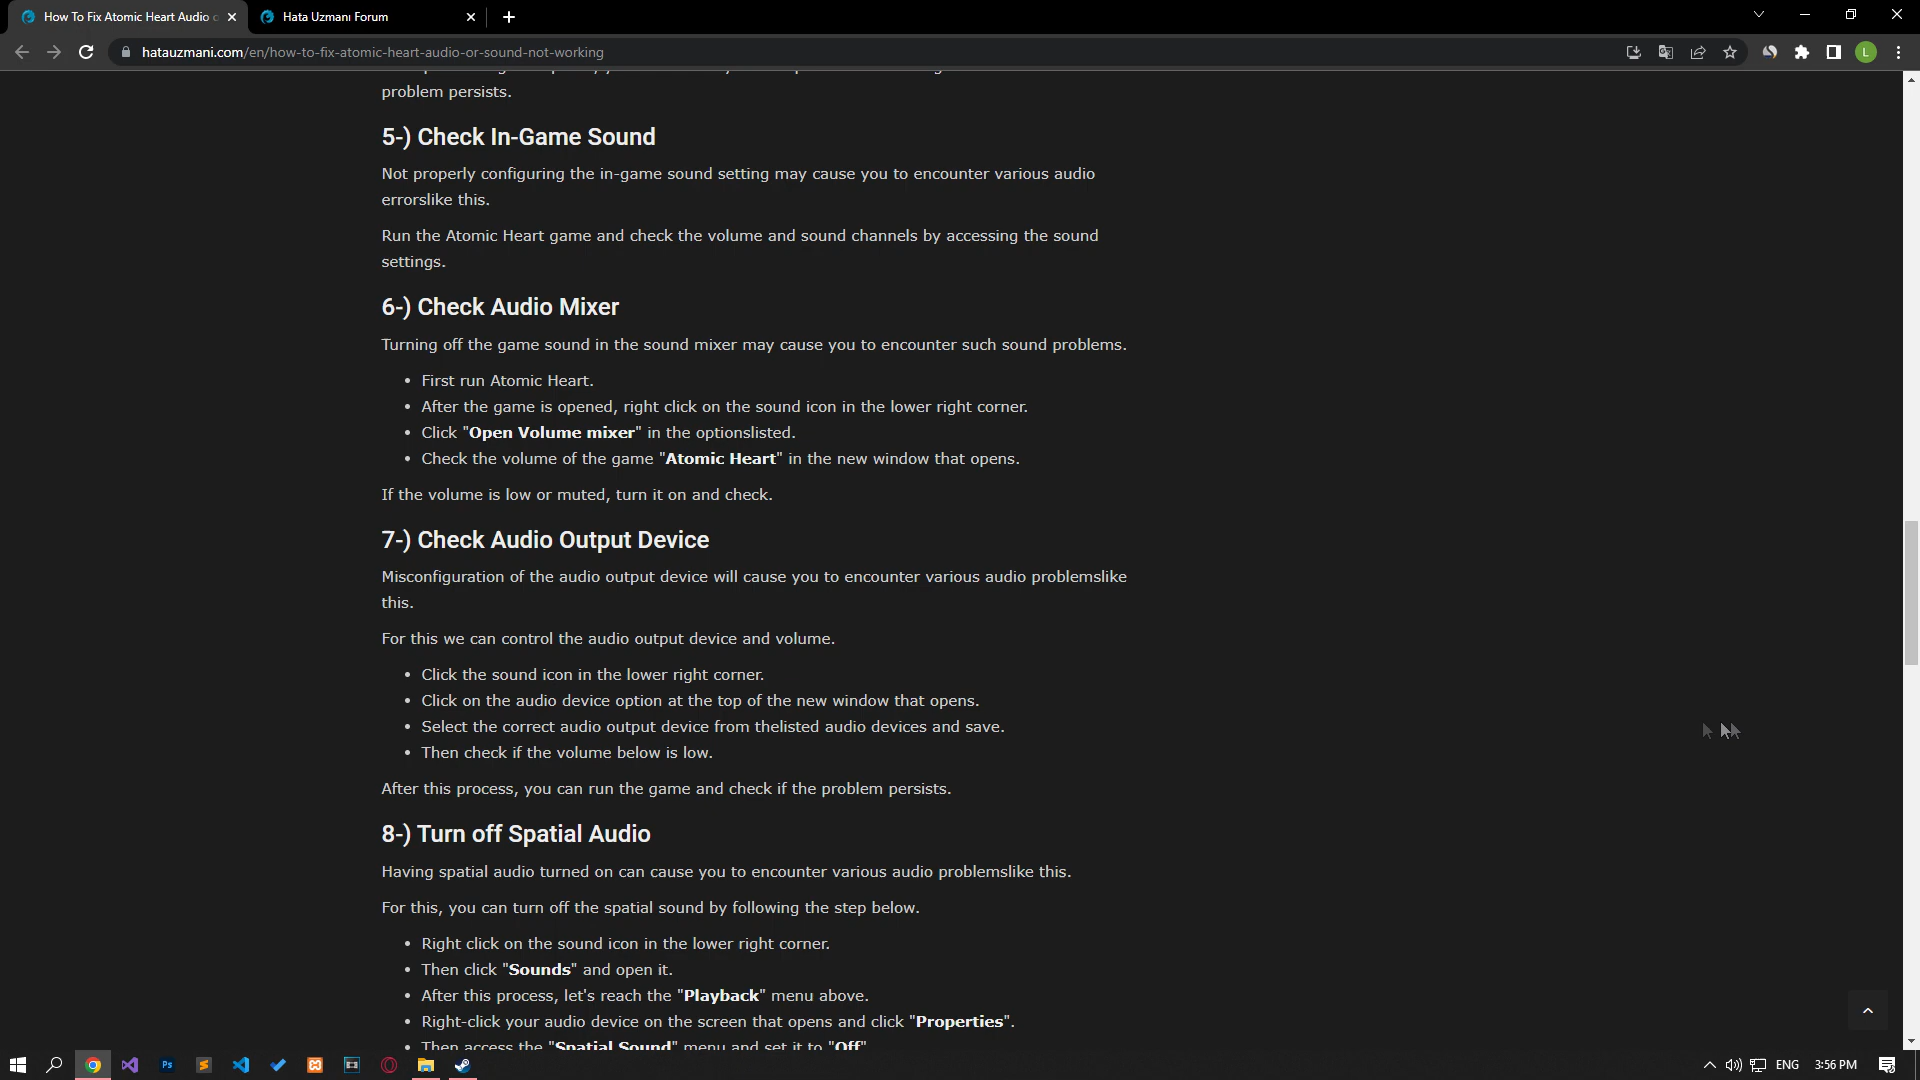 How To Fix Atomic Heart Audio o
Hata Uzmanı Forum
hatauzmani.com/en/how-to-fix-atomic-heart-audio-or-sound-not-working
L
problem persists.
5-) Check In-Game Sound
Not properly configuring the in-game sound setting may cause you to encounter various audio
errorslike this.
Run the Atomic Heart game and check the volume and sound channels by accessing the sound
settings.
6-) Check Audio Mixer
Turning off the game sound in the sound mixer may cause you to encounter such sound problems.
• First run Atomic Heart.
• After the game is opened, right click on the sound icon in the lower right corner.
• Click "Open Volume mixer" in the optionslisted.
• Check the volume of the game "Atomic Heart" in the new window that opens.
If the volume is low or muted, turn it on and check.
7-) Check Audio Output Device
Misconfiguration of the audio output device will cause you to encounter various audio problemslike
this.
For this we can control the audio output device and volume.
• Click the sound icon in the lower right corner.
• Click on the audio device option at the top of the new window that opens.
• Select the correct audio output device from thelisted audio devices and save.
• Then check if the volume below is low.
After this process, you can run the game and check if the problem persists.
8-) Turn off Spatial Audio
Having spatial audio turned on can cause you to encounter various audio problemslike this.
For this, you can turn off the spatial sound by following the step below.
• Right click on the sound icon in the lower right corner.
• Then click "Sounds" and open it.
• After this process, let's reach the "Playback" menu above.
• Right-click your audio device on the screen that opens and click "Properties".
• Then access the "Spatial Sound" menu and set it to "Off"
Ps
ENG
3:56 PM